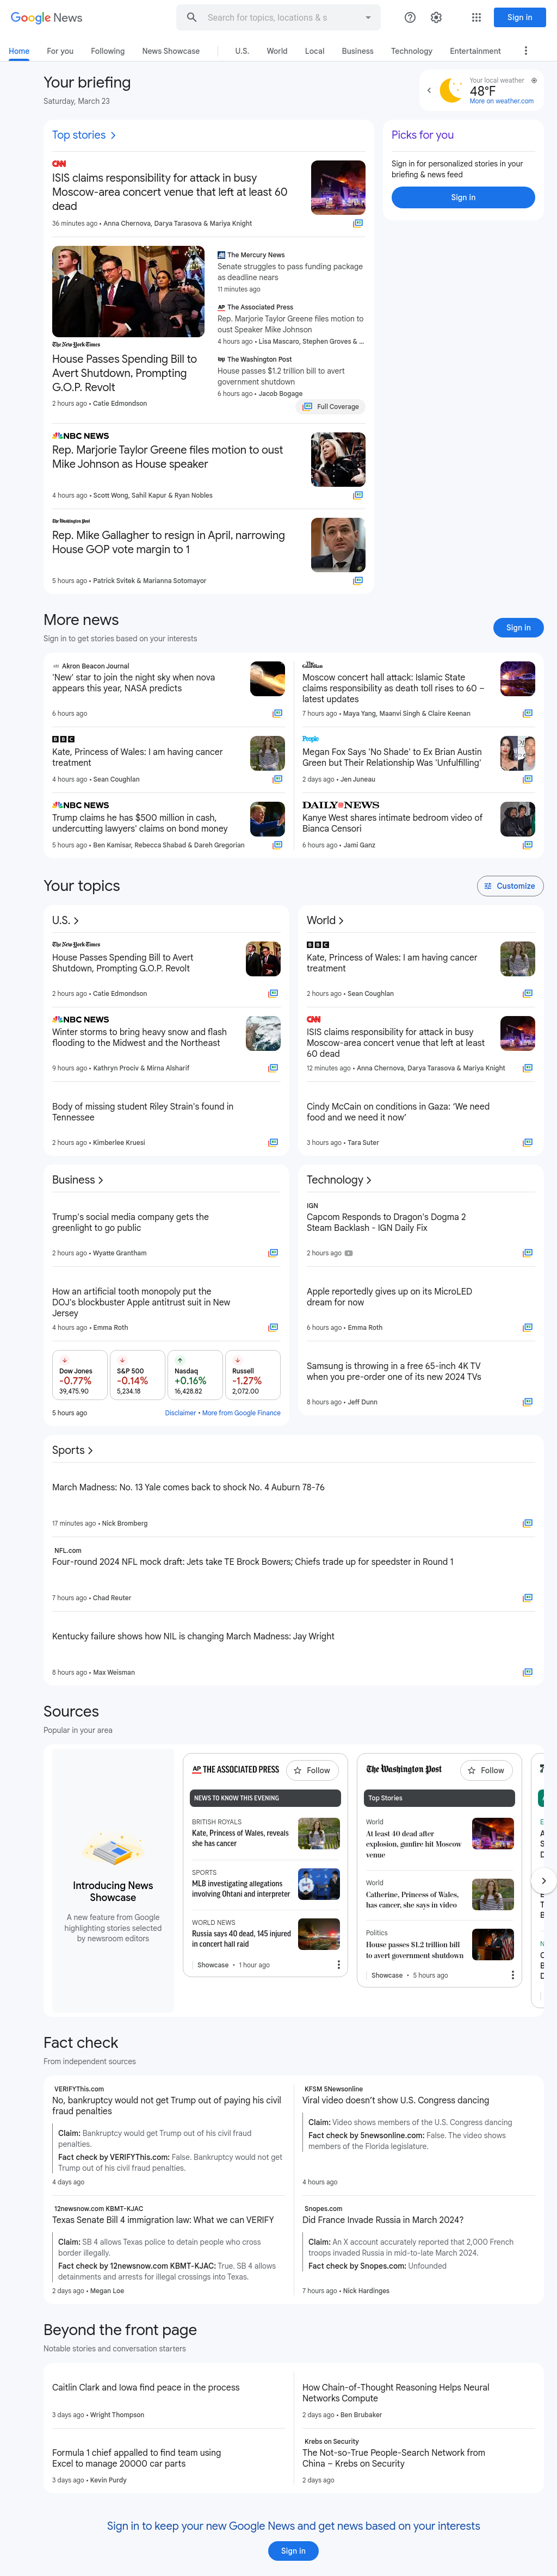 Google News
Search for topics, locations & s
Sign in
Home For you Following News Showcase U.S. World Local Business Technology Entertainment
Your briefing
Saturday, March 23
Your local weather
48°F
More on weather.com
Top stories
CNN
ISIS claims responsibility for attack in busy
Moscow-area concert venue that left at least 60
dead
36 minutes ago • Anna Chernova, Darya Tarasova & Mariya Knight
The New York Times
House Passes Spending Bill to
Avert Shutdown, Prompting
G.O.P. Revolt
2 hours ago • Catie Edmondson
The Mercury News
Senate struggles to pass funding package
as deadline nears
11 minutes ago
The Associated Press
Rep. Marjorie Taylor Greene files motion to
oust Speaker Mike Johnson
4 hours ago • Lisa Mascaro, Stephen Groves & ...
The Washington Post
House passes $1.2 trillion bill to avert
government shutdown
6 hours ago • Jacob Bogage
Full Coverage
NBC NEWS
Rep. Marjorie Taylor Greene files motion to oust
Mike Johnson as House speaker
4 hours ago • Scott Wong, Sahil Kapur & Ryan Nobles
The Washington Post
Rep. Mike Gallagher to resign in April, narrowing
House GOP vote margin to 1
5 hours ago • Patrick Svitek & Marianna Sotomayor
Picks for you
Sign in for personalized stories in your
briefing & news feed
Sign in
More news
Sign in to get stories based on your interests
Sign in
Akron Beacon Journal
'New' star to join the night sky when nova
appears this year, NASA predicts
6 hours ago
The Guardian
Moscow concert hall attack: Islamic State
claims responsibility as death toll rises to 60 –
latest updates
7 hours ago • Maya Yang, Maanvi Singh & Claire Keenan
BBC
Kate, Princess of Wales: I am having cancer
treatment
4 hours ago • Sean Coughlan
People
Megan Fox Says 'No Shade' to Ex Brian Austin
Green but Their Relationship Was 'Unfulfilling'
2 days ago • Jen Juneau
NBC NEWS
Trump claims he has $500 million in cash,
undercutting lawyers' claims on bond money
5 hours ago • Ben Kamisar, Rebecca Shabad & Dareh Gregorian
DAILY NEWS
Kanye West shares intimate bedroom video of
Bianca Censori
6 hours ago • Jami Ganz
Your topics
Customize
U.S.
The New York Times
House Passes Spending Bill to Avert
Shutdown, Prompting G.O.P. Revolt
2 hours ago • Catie Edmondson
NBC NEWS
Winter storms to bring heavy snow and flash
flooding to the Midwest and the Northeast
9 hours ago • Kathryn Prociv & Mirna Alsharif
Body of missing student Riley Strain's found in
Tennessee
2 hours ago • Kimberlee Kruesi
World
BBC
Kate, Princess of Wales: I am having cancer
treatment
2 hours ago • Sean Coughlan
CNN
ISIS claims responsibility for attack in busy
Moscow-area concert venue that left at least
60 dead
12 minutes ago • Anna Chernova, Darya Tarasova & Mariya Knight
Cindy McCain on conditions in Gaza: ‘We need
food and we need it now’
3 hours ago • Tara Suter
Business
Trump's social media company gets the
greenlight to go public
2 hours ago • Wyatte Grantham
How an artificial tooth monopoly put the
DOJ's blockbuster Apple antitrust suit in New
Jersey
4 hours ago • Emma Roth
Dow Jones
-0.77%
39,475.90
S&P 500
-0.14%
5,234.18
Nasdaq
+0.16%
16,428.82
Russell
-1.27%
2,072.00
5 hours ago
Disclaimer • More from Google Finance
Technology
IGN
Capcom Responds to Dragon's Dogma 2
Steam Backlash - IGN Daily Fix
2 hours ago
Apple reportedly gives up on its MicroLED
dream for now
6 hours ago • Emma Roth
Samsung is throwing in a free 65-inch 4K TV
when you pre-order one of its new 2024 TVs
8 hours ago • Jeff Dunn
Sports
March Madness: No. 13 Yale comes back to shock No. 4 Auburn 78-76
17 minutes ago • Nick Bromberg
NFL.com
Four-round 2024 NFL mock draft: Jets take TE Brock Bowers; Chiefs trade up for speedster in Round 1
7 hours ago • Chad Reuter
Kentucky failure shows how NIL is changing March Madness: Jay Wright
8 hours ago • Max Weisman
Sources
Popular in your area
Introducing News
Showcase
A new feature from Google
highlighting stories selected
by newsroom editors
AP THE ASSOCIATED PRESS
Follow
NEWS TO KNOW THIS EVENING
BRITISH ROYALS
Kate, Princess of Wales, reveals
she has cancer
SPORTS
MLB investigating allegations
involving Ohtani and interpreter
WORLD NEWS
Russia says 40 dead, 145 injured
in concert hall raid
Showcase • 1 hour ago
The Washington Post
Follow
Top Stories
World
At least 40 dead after
explosion, gunfire hit Moscow
venue
World
Catherine, Princess of Wales,
has cancer, she says in video
Politics
House passes $1.2 trillion bill
to avert government shutdown
Showcase • 5 hours ago
Fact check
From independent sources
VERIFYThis.com
No, bankruptcy would not get Trump out of paying his civil
fraud penalties
Claim: Bankruptcy would get Trump out of his civil fraud
penalties.
Fact check by VERIFYThis.com: False. Bankruptcy would not get
Trump out of his civil fraud penalties.
4 days ago
KFSM 5Newsonline
Viral video doesn’t show U.S. Congress dancing
Claim: Video shows members of the U.S. Congress dancing
Fact check by 5newsonline.com: False. The video shows
members of the Florida legislature.
4 hours ago
12newsnow.com KBMT-KJAC
Texas Senate Bill 4 immigration law: What we can VERIFY
Claim: SB 4 allows Texas police to detain people who cross
border illegally.
Fact check by 12newsnow.com KBMT-KJAC: True. SB 4 allows
detainments and arrests for illegal crossings into Texas.
2 days ago • Megan Loe
Snopes.com
Did France Invade Russia in March 2024?
Claim: An X account accurately reported that 2,000 French
troops invaded Russia in mid-to-late March 2024.
Fact check by Snopes.com: Unfounded
7 hours ago • Nick Hardinges
Beyond the front page
Notable stories and conversation starters
Caitlin Clark and Iowa find peace in the process
3 days ago • Wright Thompson
How Chain-of-Thought Reasoning Helps Neural
Networks Compute
2 days ago • Ben Brubaker
Formula 1 chief appalled to find team using
Excel to manage 20000 car parts
3 days ago • Kevin Purdy
Krebs on Security
The Not-so-True People-Search Network from
China – Krebs on Security
2 days ago
Sign in to keep your new Google News and get news based on your interests
Sign in